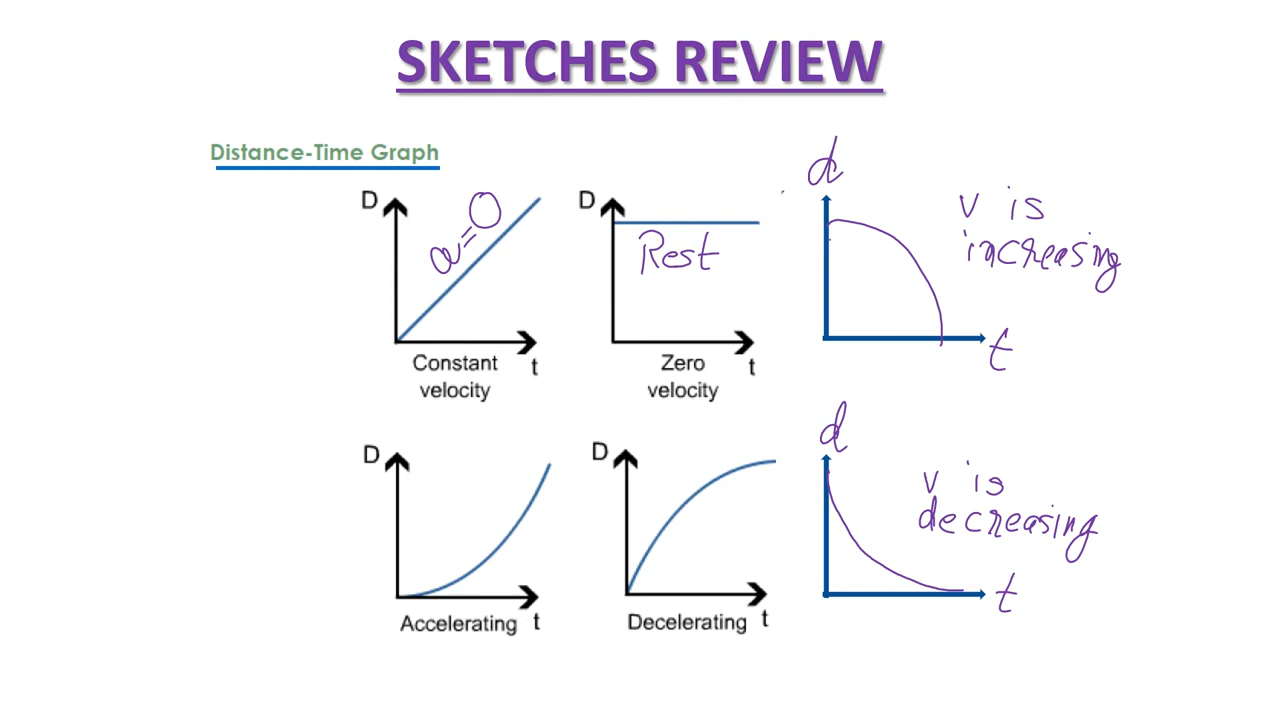 SKETCHES REVIEW
Distance-Time Graph
D
a=0
t
Constant
velocity
D
Rest
t
Zero
velocity
d
v is
increasing
t
D
Accelerating t
D
Decelerating t
d
v is
decreasing
t